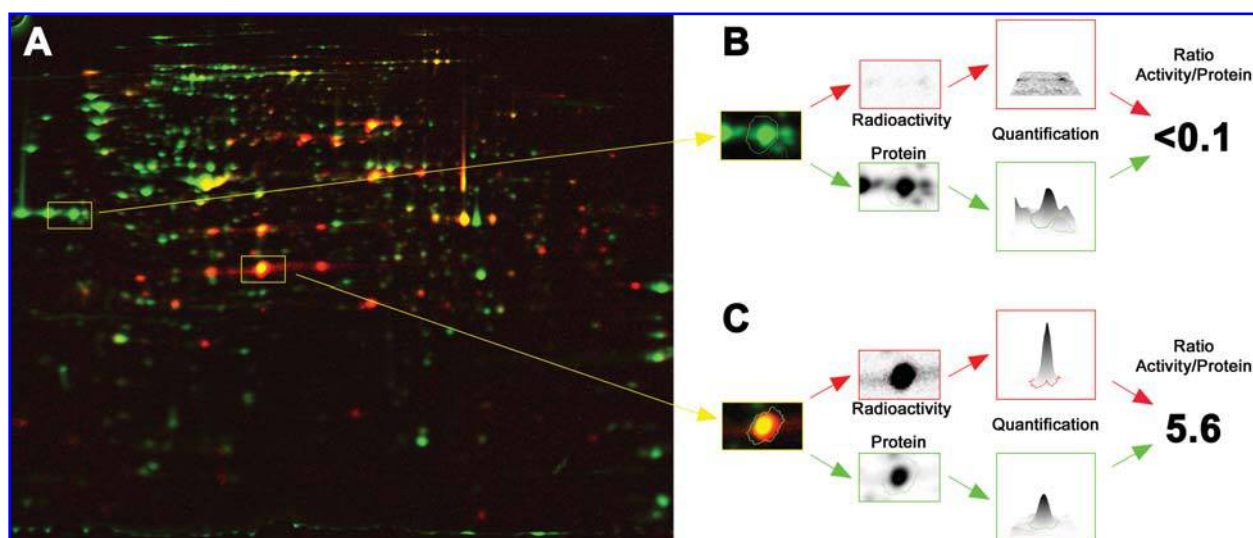 A
B
Radioactivity
Protein
Quantification
Ratio
Activity/Protein
<0.1
C
Radioactivity
Protein
Quantification
Ratio
Activity/Protein
5.6